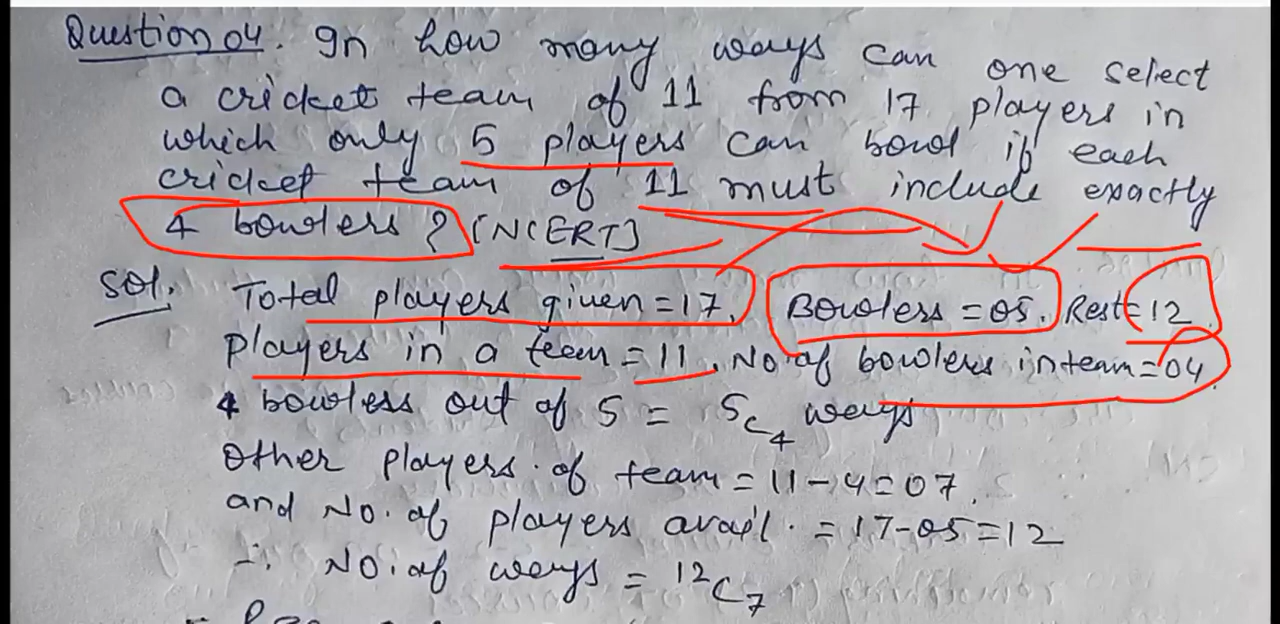 Question 04. In how many ways can one select
a cricket team of 11 from 17 players in
which only 5 players can bowl if each
cricket team of 11 must include exactly
4 bowlers ? [NCERT]
Sol. Total players given = 17. Bowlers = 05. Rest = 12.
Players in a team = 11. No. of bowlers in team = 04.
4 bowlers out of 5 = 5C4 ways
Other players of team = 11-4=07.
and No. of players avail. = 17-05=12
∴ No. of ways = 12C7